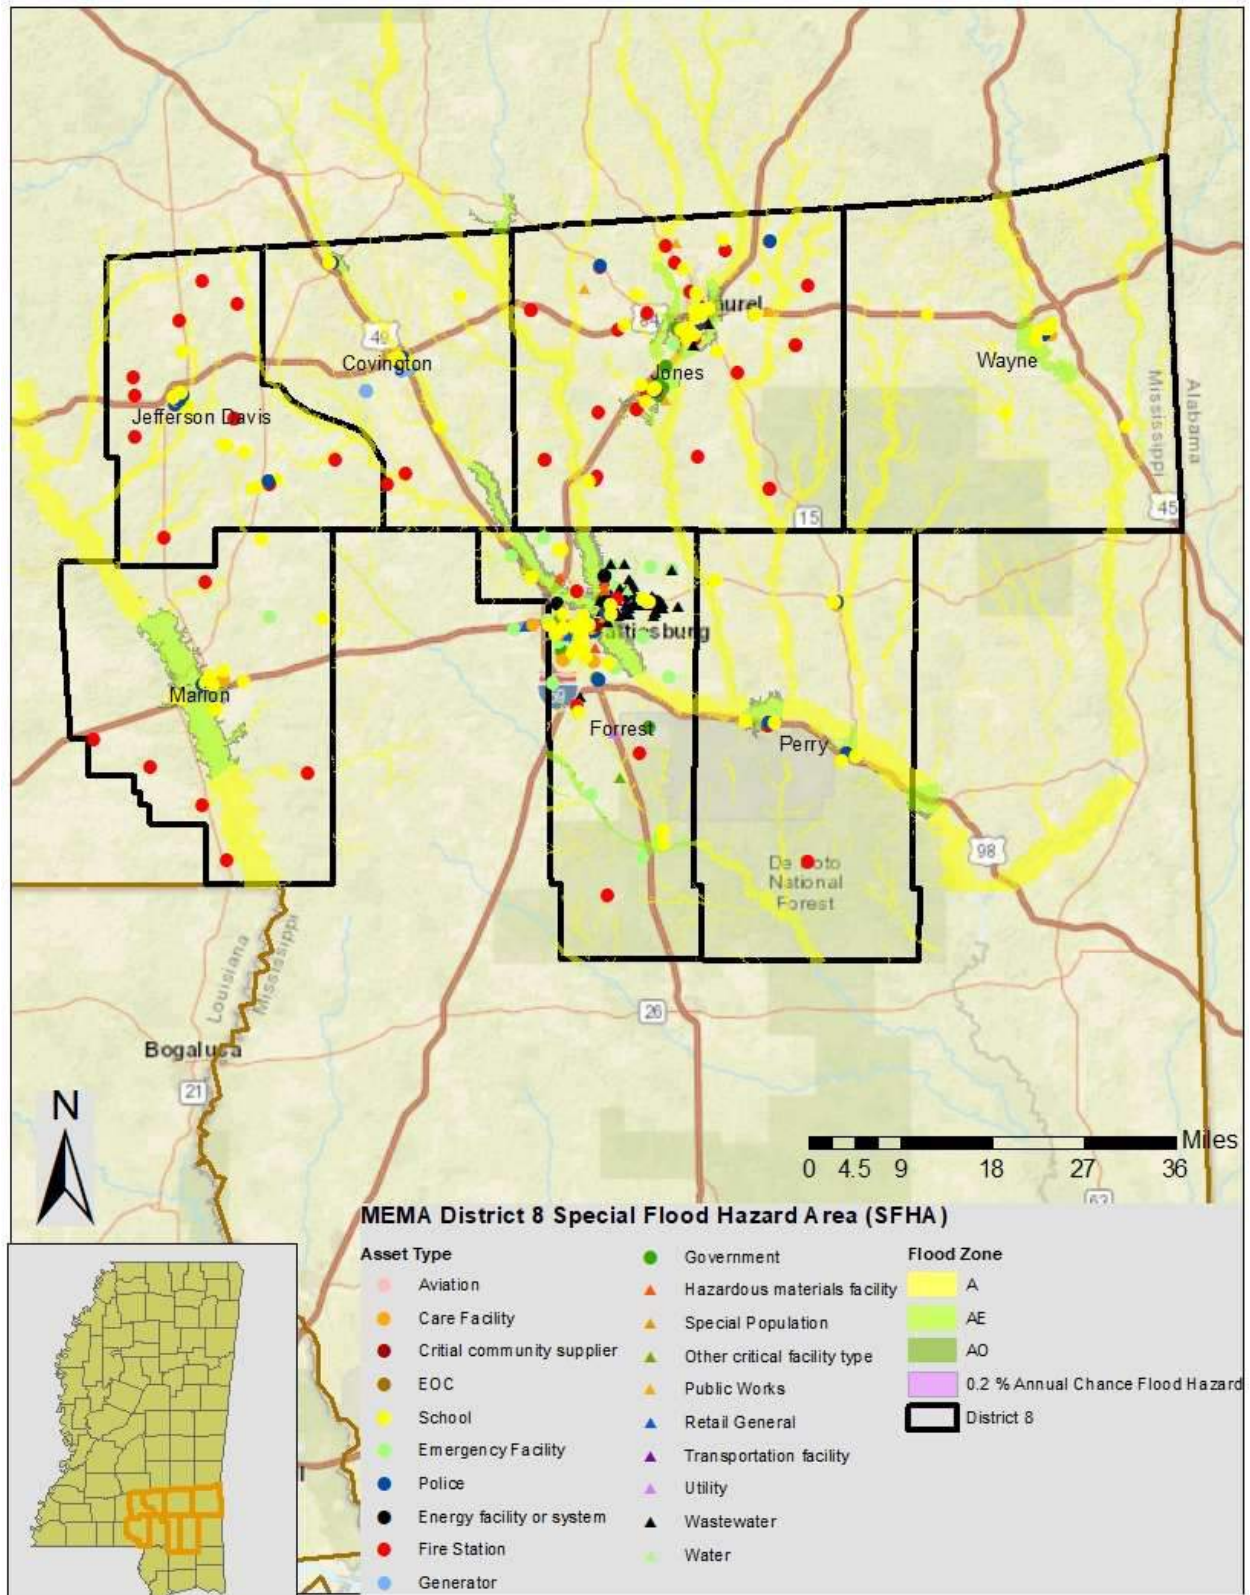 49
Covington
Jefferson Davis
Jones
Wayne
Mississippi
Alabama
45
15
Marion
Forrest
Perry
De
National
Forest
98
Louisiana
Mississippi
Bogalusa
21
26
N
Miles
0 4.5 9 18 27 36
63
MEMA District 8 Special Flood Hazard Area (SFHA)
Asset Type
Aviation
Care Facility
Critial community supplier
EOC
School
Emergency Facility
Police
Energy facility or system
Fire Station
Generator
Government
Hazardous materials facility
Special Population
Other critical facility type
Public Works
Retail General
Transportation facility
Utility
Wastewater
Water
Flood Zone
A
AE
AO
0.2 % Annual Chance Flood Hazard
District 8